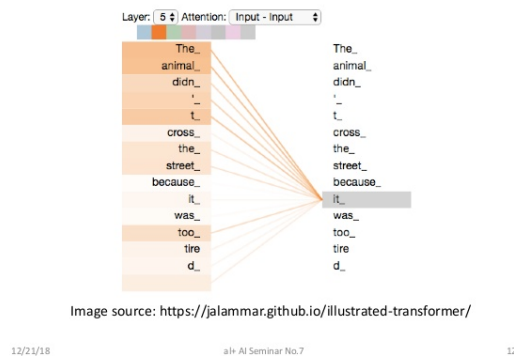 Layer: 5 Attention: Input - Input
The_ The_
animal_ animal_
didn_ didn_
'_ '_
t_ t_
cross_ cross_
the_ the_
street_ street_
because_ because_
it_ it_
was_ was_
too_ too_
tire tire
d_ d_
Image source: https://jalammar.github.io/illustrated-transformer/
12/21/18 al+ AI Seminar No.7